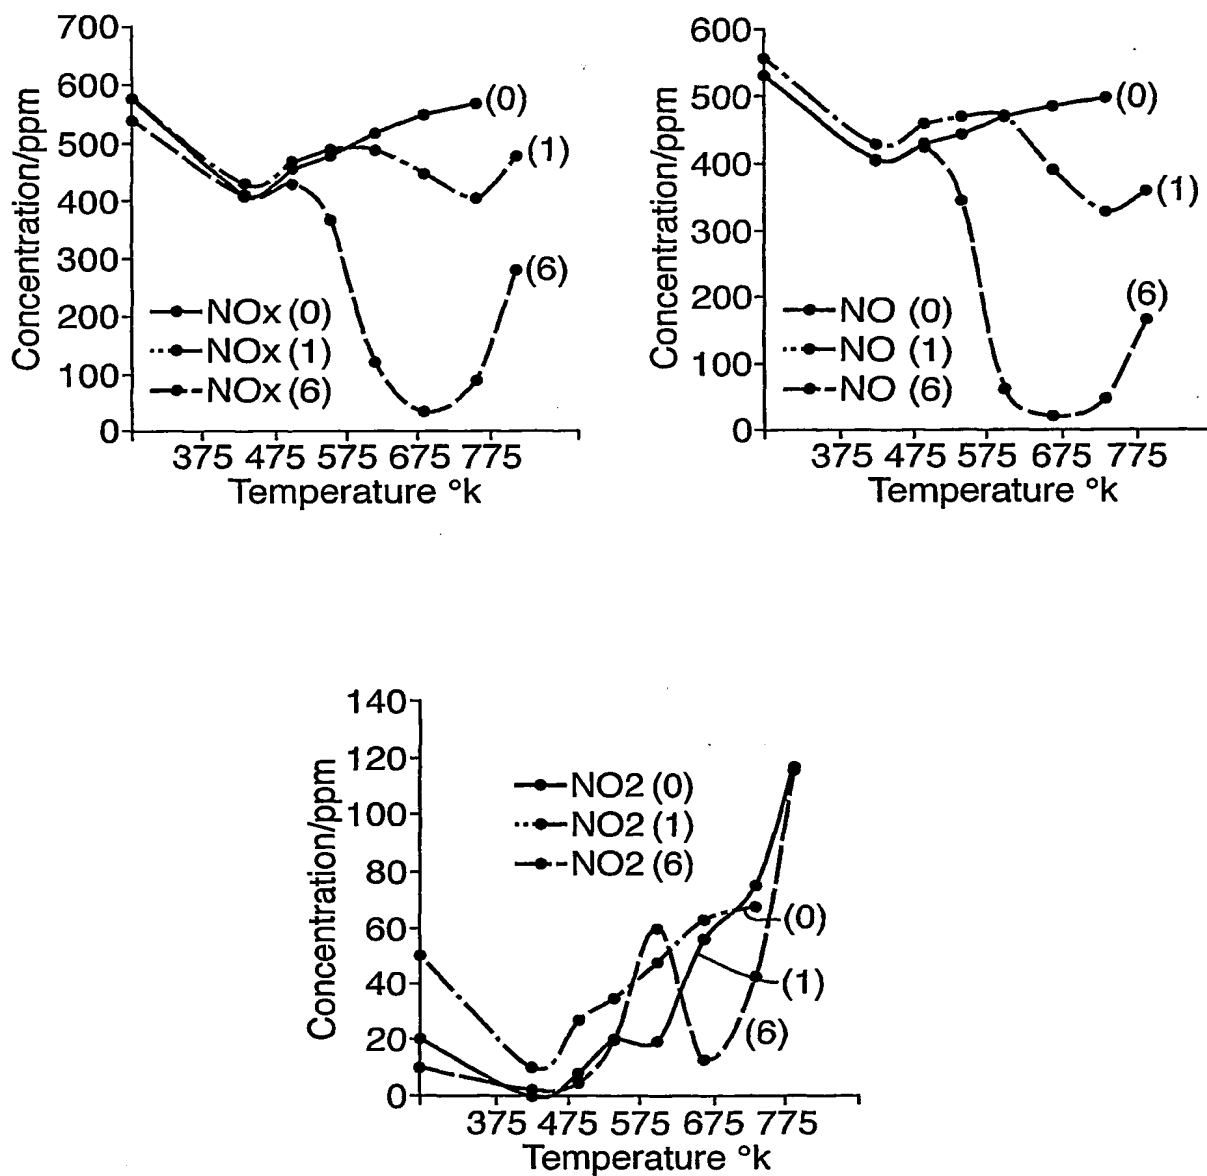 700
600
500
400
300
200
100
0
Concentration/ppm
(0)
(1)
(6)
NOx (0)
NOx (1)
NOx (6)
375 475 575 675 775
Temperature °k
600
500
400
300
200
100
0
Concentration/ppm
(0)
(1)
(6)
NO (0)
NO (1)
NO (6)
375 475 575 675 775
Temperature °k
140
120
100
80
60
40
20
0
Concentration/ppm
NO2 (0)
NO2 (1)
NO2 (6)
(0)
(1)
(6)
375 475 575 675 775
Temperature °k